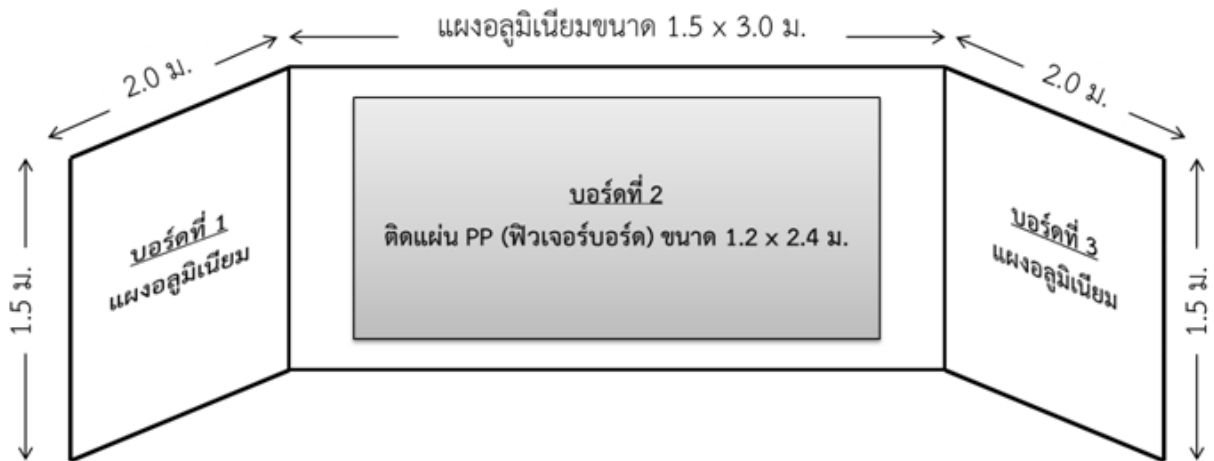 แผงอลูมิเนียมขนาด 1.5 x 3.0 ม.
2.0 ม.
2.0 ม.
1.5 ม.
บอร์ดที่ 1
แผงอลูมิเนียม
บอร์ดที่ 2
ติดแผ่น PP (ฟิวเจอร์บอร์ด) ขนาด 1.2 x 2.4 ม.
บอร์ดที่ 3
แผงอลูมิเนียม
1.5 ม.